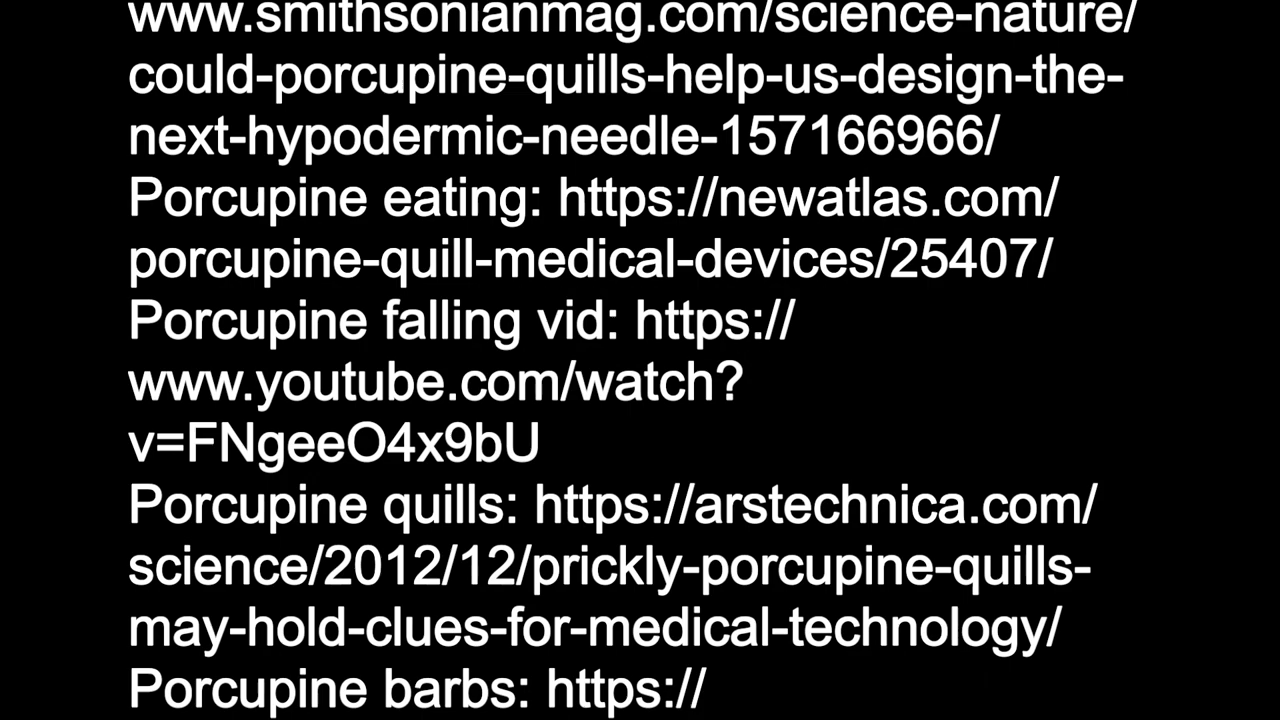 www.smithsonianmag.com/science-nature/
could-porcupine-quills-help-us-design-the-
next-hypodermic-needle-157166966/
Porcupine eating: https://newatlas.com/
porcupine-quill-medical-devices/25407/
Porcupine falling vid: https://
www.youtube.com/watch?
v=FNgeeO4x9bU
Porcupine quills: https://arstechnica.com/
science/2012/12/prickly-porcupine-quills-
may-hold-clues-for-medical-technology/
Porcupine barbs: https://